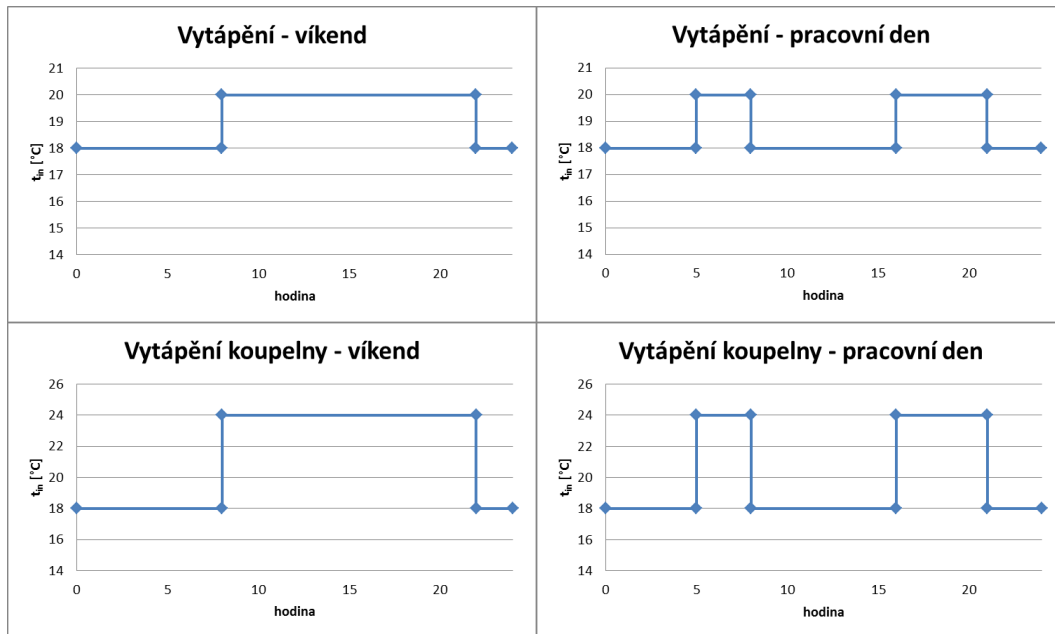 Vytápění - víkend
21
20
19
18
17
16
15
14
t_in [°C]
0 5 10 15 20
hodina
Vytápění - pracovní den
21
20
19
18
17
16
15
14
t_in [°C]
0 5 10 15 20
hodina
Vytápění koupelny - víkend
26
24
22
20
18
16
14
t_in [°C]
0 5 10 15 20
hodina
Vytápění koupelny - pracovní den
26
24
22
20
18
16
14
t_in [°C]
0 5 10 15 20
hodina